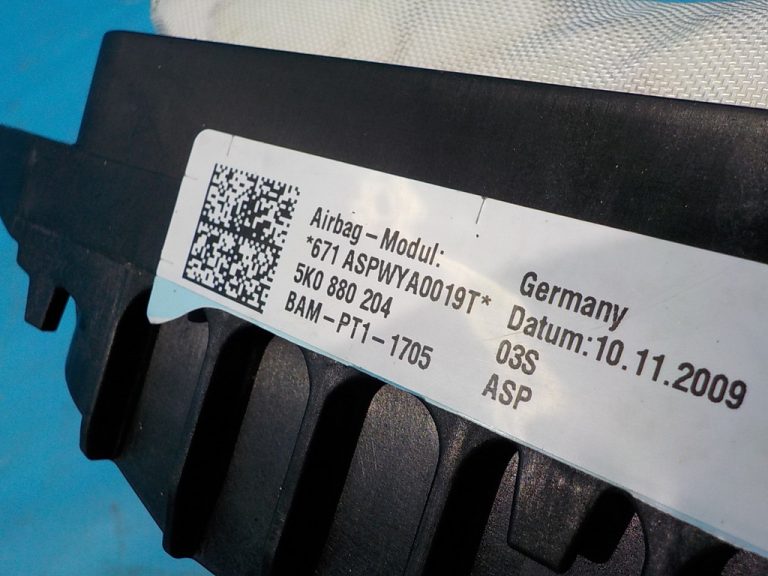 Airbag-Modul:
*671 ASPWYA0019T*
5K0 880 204
BAM-PT1-1705
Germany
Datum:10.11.2009
03S
ASP